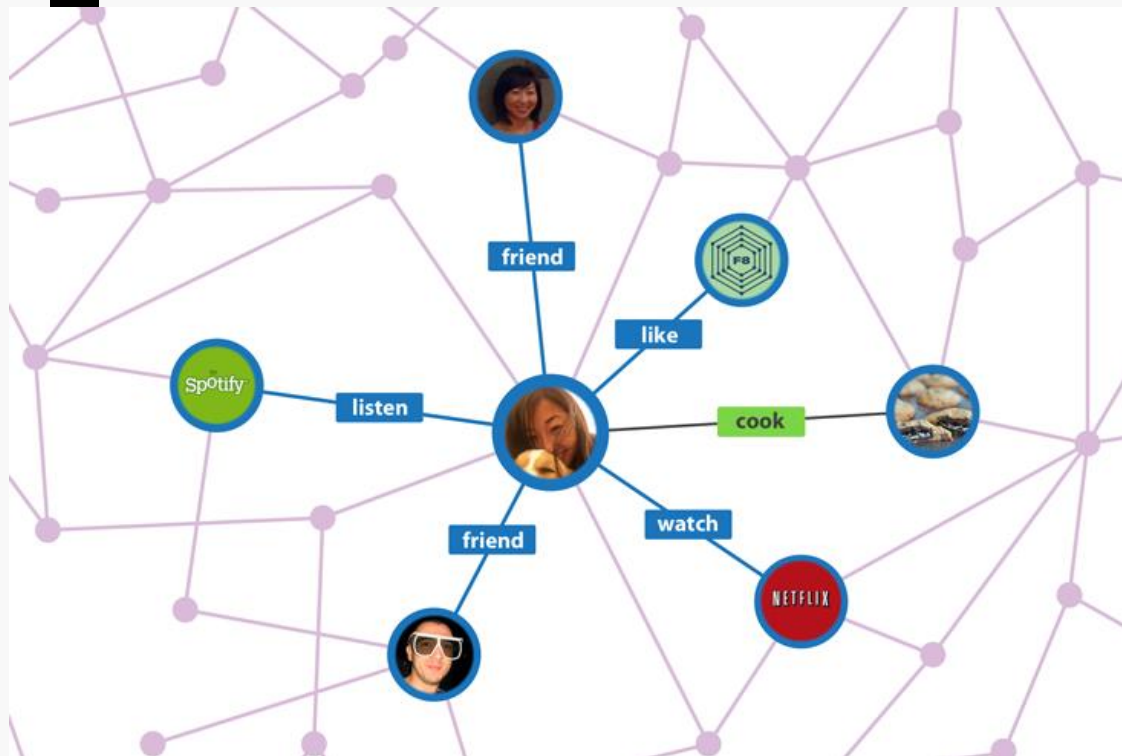 friend
F8
like
Spotify
listen
cook
watch
friend
NETFLIX